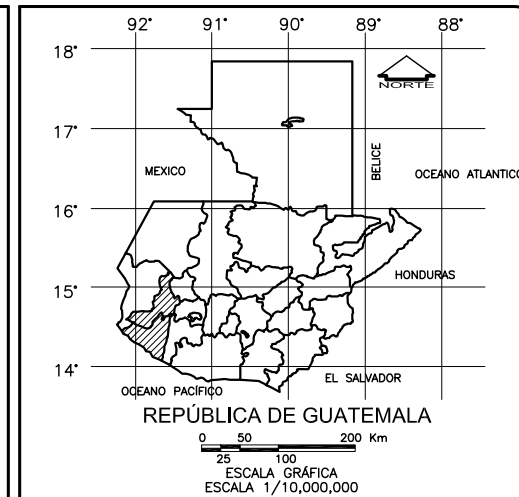 92° 91° 90° 89° 88°
18°
NORTE
17°
MEXICO
BELICE
OCEANO ATLANTICO
16°
HONDURAS
15°
14°
EL SALVADOR
OCEANO PACÍFICO
REPÚBLICA DE GUATEMALA
0 50 200 Km
25 100
ESCALA GRÁFICA
ESCALA 1/10,000,000